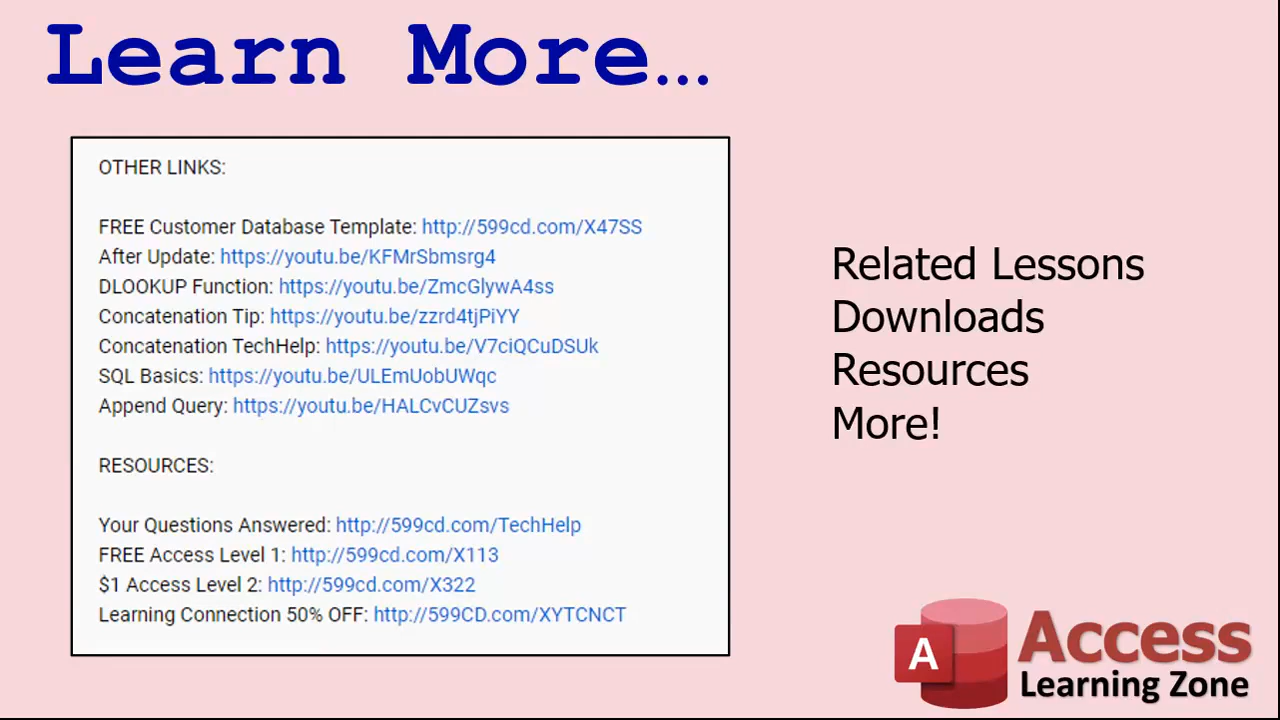 Learn More...
OTHER LINKS:
FREE Customer Database Template: http://599cd.com/X47SS
After Update: https://youtu.be/KFMrSbmsrg4
DLOOKUP Function: https://youtu.be/ZmcGlywA4ss
Concatenation Tip: https://youtu.be/zzrd4tjPiYY
Concatenation TechHelp: https://youtu.be/V7ciQCuDSUk
SQL Basics: https://youtu.be/ULEmUobUWqc
Append Query: https://youtu.be/HALCvCUZsvs
RESOURCES:
Your Questions Answered: http://599cd.com/TechHelp
FREE Access Level 1: http://599cd.com/X113
$1 Access Level 2: http://599cd.com/X322
Learning Connection 50% OFF: http://599CD.com/XYTCNCT
Related Lessons
Downloads
Resources
More!
A
Access
Learning Zone